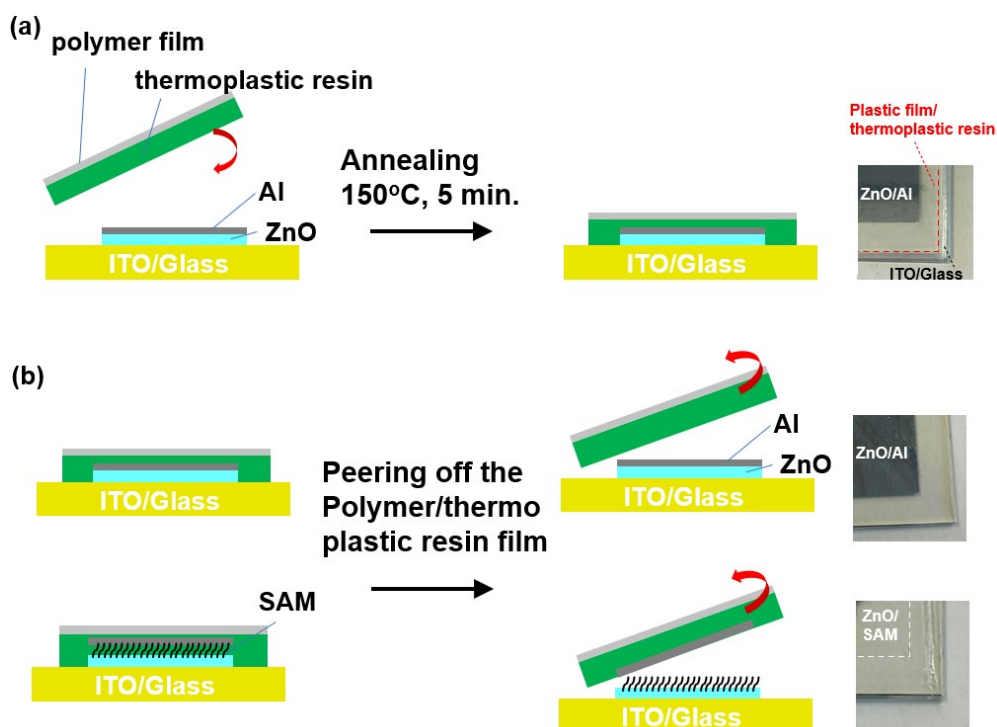 (a)
polymer film
thermoplastic resin
Al
ZnO
ITO/Glass
Annealing
150°C, 5 min.
ITO/Glass
Plastic film/
thermoplastic resin
ZnO/Al
ITO/Glass
(b)
ITO/Glass
SAM
ITO/Glass
Peering off the
Polymer/thermo
plastic resin film
Al
ZnO
ITO/Glass
ITO/Glass
ZnO/Al
ZnO/
SAM